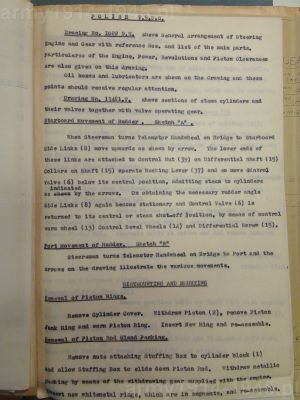 POLISH
Drawing No. shows General Arrangement of Steering
Engine and Gear with reference Nos, and list of the main parts,
particulars of the Engine, Power, Revolutions and Piston clearances
are also given on this drawing.
Oil boxes and lubricators are shown on the drawing and these
points should receive regular attention.
Drawing No. shows sections of steam cylinders and
their valves together with valve operating gear.
Starboard Movement of Rudder. Sketch "A".
When Steersman turns Telemotor Handwheel on Bridge to Starboard
Side Links (8) move upwards as shown by arrow. The lower ends of
these links are attached to Control Nut (39) on Differential Shaft (15)
Collars on Shaft (15) operate Rocking Lever (37) and so move Control
Valve (6) below its central position, admitting steam to cylinders
indicated
as by the arrows. On obtaining the necessary rudder angle
Side Links (8) again become stationary and Control Valve (6) is
returned to its central or steam shut-off position, by means of control
worm wheel (13) Control Bevel Wheels (14) and Differential Screw (15).
Port Movement of Rudder. Sketch "B"
Steersman turns Telemotor Handwheel on Bridge to Port and the
arrows on the drawing illustrate the various movements.
DISMOUNTING AND
Renewal of Piston Rings.
Remove Cylinder Cover. Withdraw Piston (2), remove Piston
Junk Ring and worn Piston Ring. Insert New Ring and re-assemble.
Renewal of Piston Rod Gland Packing.
Remove nuts attaching Stuffing Box to cylinder block (1)
and allow Stuffing Box to slide down Piston Rod. Withdraw metallic
Packing by means of the withdrawing gear supplied with the engine.
Insert new whitemetal rings, which are in segments, and re-assemble.